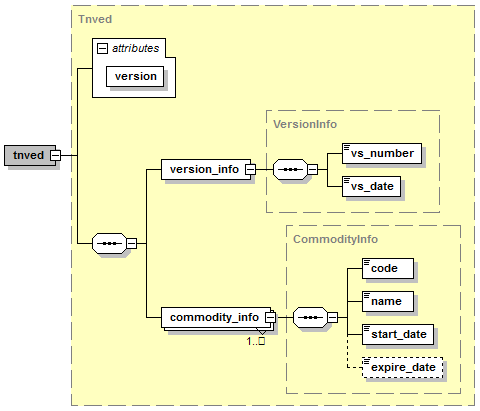 Tnved
attributes
version
tnved
VersionInfo
version_info
vs_number
vs_date
CommodityInfo
commodity_info
1..□
code
name
start_date
expire_date